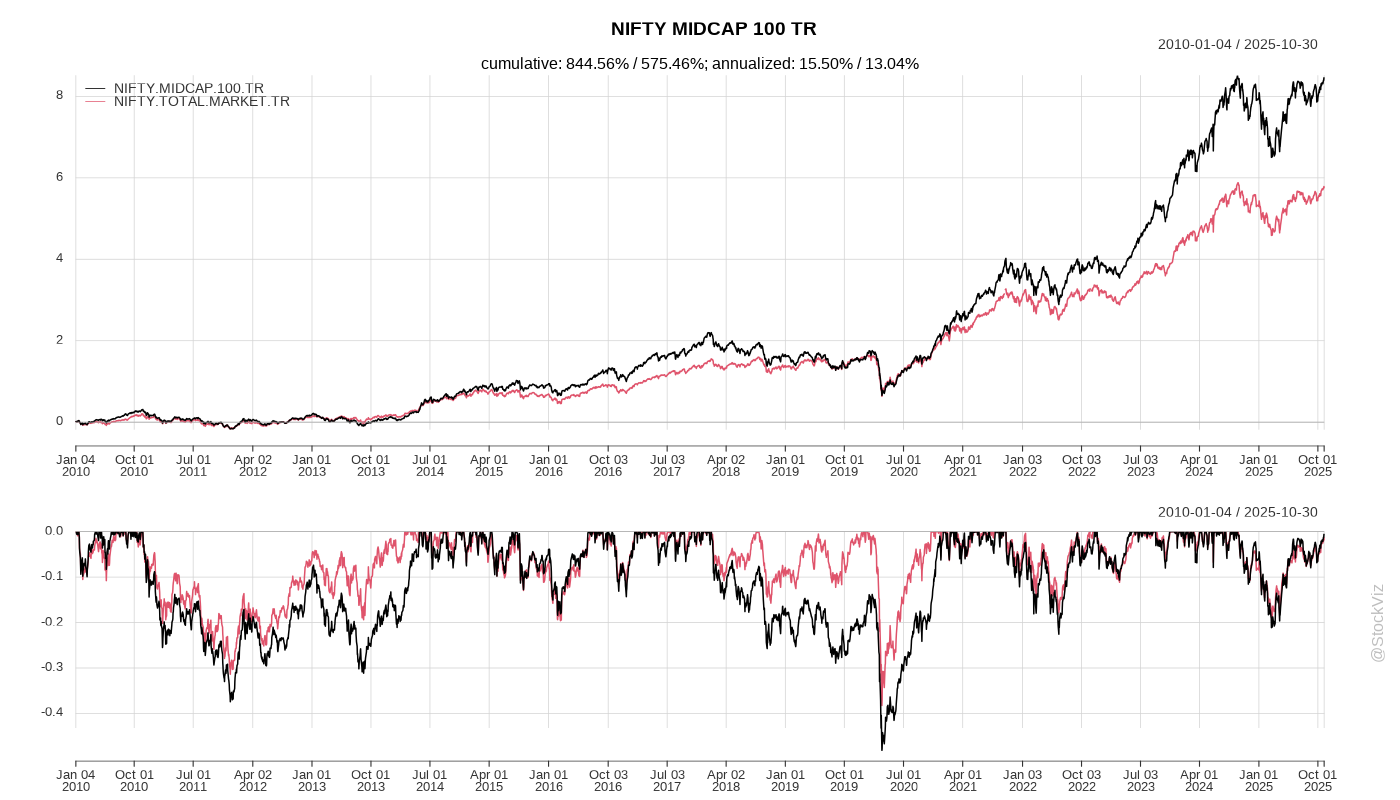 NIFTY MIDCAP 100 TR
2010-01-04 / 2025-10-30
cumulative: 844.56% / 575.46%; annualized: 15.50% / 13.04%
NIFTY.MIDCAP.100.TR
NIFTY.TOTAL.MARKET.TR
8
6
4
2
0
Jan 04 Oct 01 Jul 01 Apr 02 Jan 01 Oct 01 Jul 01 Apr 01 Jan 01 Oct 03 Jul 03 Apr 02 Jan 01 Oct 01 Jul 01 Apr 01 Jan 03 Oct 03 Jul 03 Apr 01 Jan 01 Oct 01
2010 2010 2011 2012 2013 2013 2014 2015 2016 2016 2017 2018 2019 2019 2020 2021 2022 2022 2023 2024 2025 2025
2010-01-04 / 2025-10-30
0.0
-0.1
-0.2
-0.3
-0.4
Jan 04 Oct 01 Jul 01 Apr 02 Jan 01 Oct 01 Jul 01 Apr 01 Jan 01 Oct 03 Jul 03 Apr 02 Jan 01 Oct 01 Jul 01 Apr 01 Jan 03 Oct 03 Jul 03 Apr 01 Jan 01 Oct 01
2010 2010 2011 2012 2013 2013 2014 2015 2016 2016 2017 2018 2019 2019 2020 2021 2022 2022 2023 2024 2025 2025
@StockViz